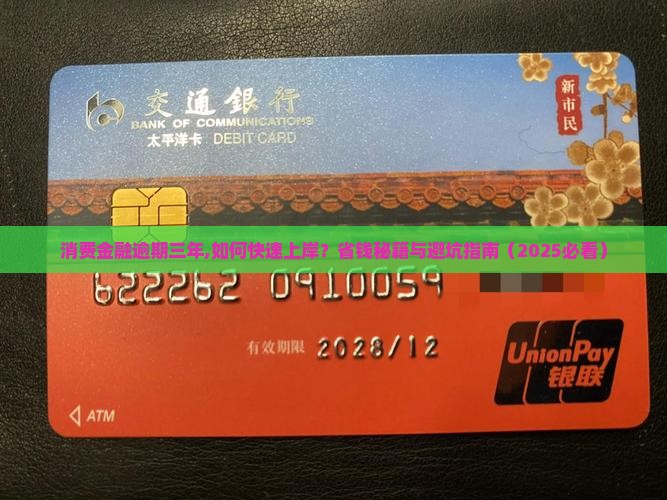 交通銀行
BANK OF COMMUNICATIONS
太平洋卡 DEBIT CARD
新市民
消费金融逾期三年,如何快速上岸？省钱秘籍与避坑指南（2025必看）
622262 0910059
有效期限 2028/12
UnionPay
银联
ATM